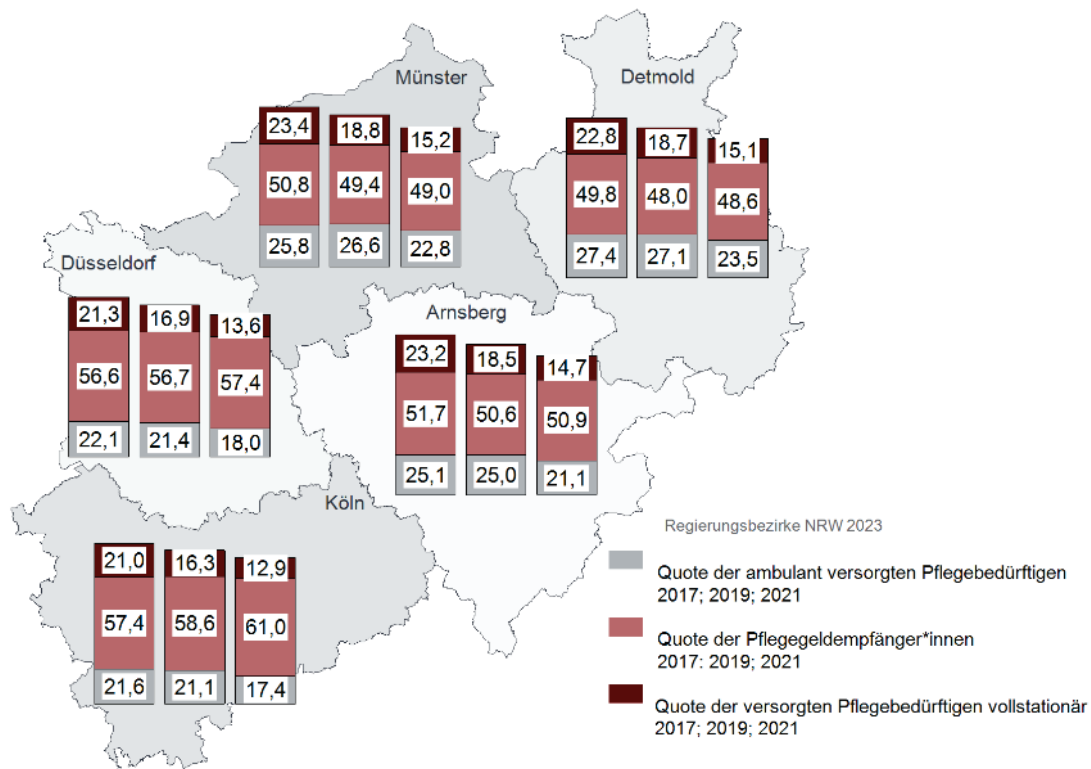 Münster
23,4 18,8 15,2
50,8 49,4 49,0
25,8 26,6 22,8
Detmold
22,8 18,7 15,1
49,8 48,0 48,6
27,4 27,1 23,5
Düsseldorf
21,3 16,9 13,6
56,6 56,7 57,4
22,1 21,4 18,0
Arnsberg
23,2 18,5 14,7
51,7 50,6 50,9
25,1 25,0 21,1
Köln
21,0 16,3 12,9
57,4 58,6 61,0
21,6 21,1 17,4
Regierungsbezirke NRW 2023
Quote der ambulant versorgten Pflegebedürftigen
2017; 2019; 2021
Quote der Pflegegeldempfänger*innen
2017: 2019; 2021
Quote der versorgten Pflegebedürftigen vollstationär
2017; 2019; 2021